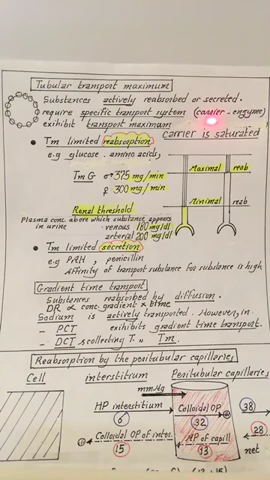 Tubular transport maximum
Substances actively reabsorbed or secreted.
require specific transport system (carrier-enzyme)
exhibit transport maximum
Carrier is saturated
• Tm limited reabsorption
e.g glucose . amino acids,
Tm G ♂ 375 mg/min
♀ 300 mg/min
Maximal reab
Renal threshold
Minimal reab
Plasma conc. above which substance appears
in urine - venous 180 mg/dl
arterial 200 mg/dl
• Tm limited secretion
e.g PAH, penicillin
Affinity of transport substance for substance is high
Gradient time transport
Substances reabsorbed by diffusion.
DR α conc. gradient x time
Sodium is actively transported. However, in
- PCT exhibits gradient time transport.
- DCT & collecting T. » Tm.
Reabsorption by the peritubular capillaries
Cell interstitium Peritubular capillaries
mmHg
HP interstitium Colloidal OP 38
6 32 28
Colloidal OP of inters. HP of capill net
15 13